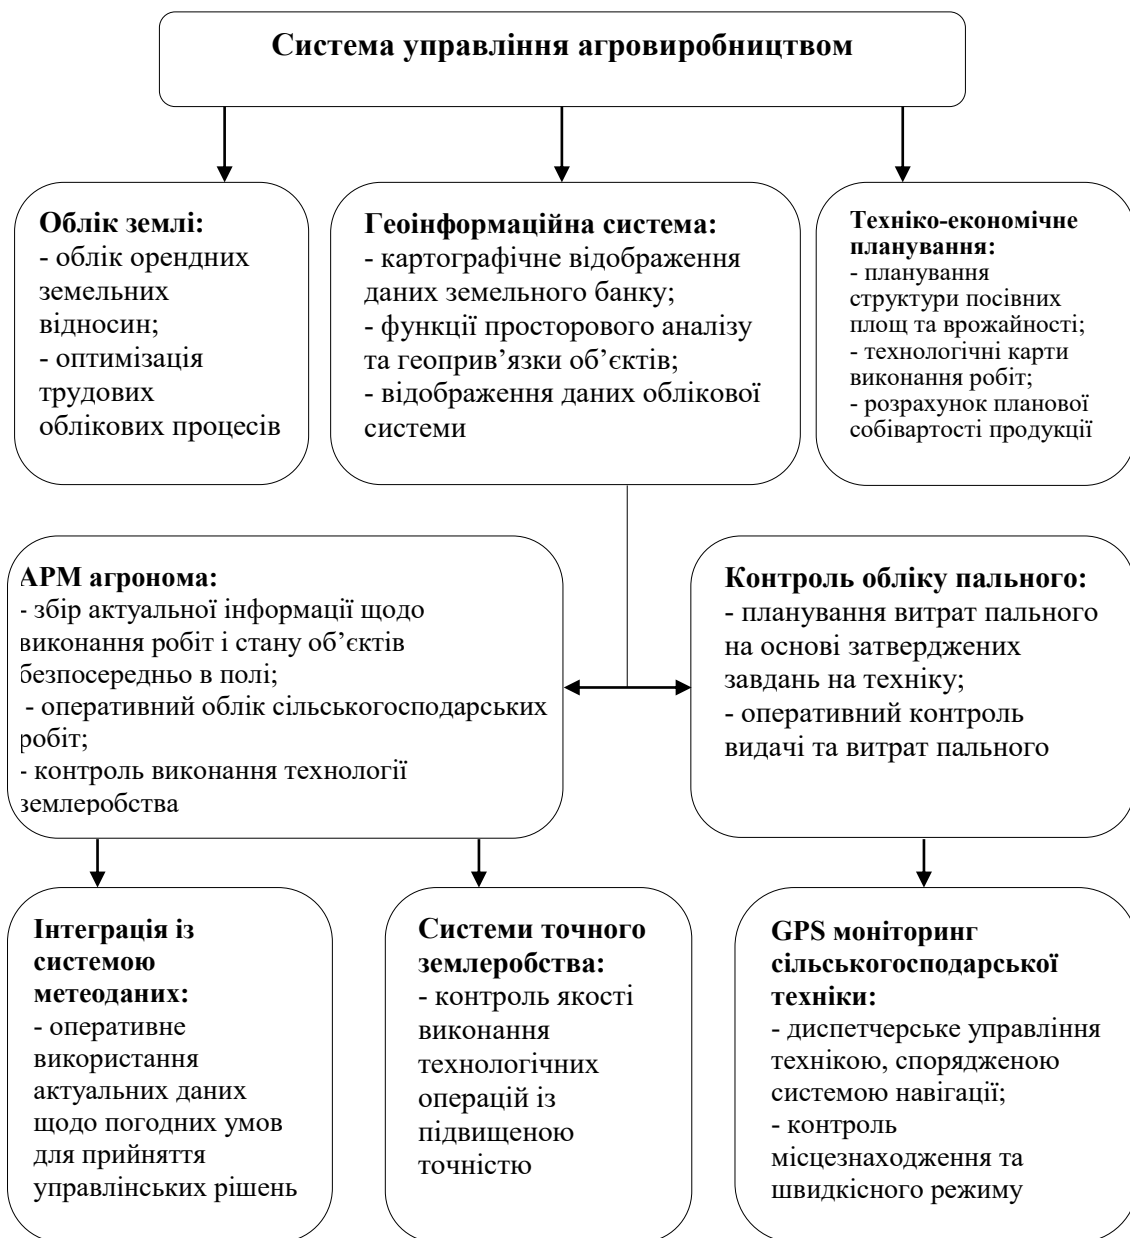 Система управління агровиробництвом
Облік землі:
- облік орендних
земельних
відносин;
- оптимізація
трудових
облікових процесів
Геоінформаційна система:
- картографічне відображення
даних земельного банку;
- функції просторового аналізу
та геоприв’язки об’єктів;
- відображення даних облікової
системи
Техніко-економічне
планування:
- планування
структури посівних
площ та врожайності;
- технологічні карти
виконання робіт;
- розрахунок планової
собівартості продукції
АРМ агронома:
- збір актуальної інформації щодо
виконання робіт і стану об’єктів
безпосередньо в полі;
- оперативний облік сільськогосподарських
робіт;
- контроль виконання технології
землеробства
Контроль обліку пального:
- планування витрат пального
на основі затверджених
завдань на техніку;
- оперативний контроль
видачі та витрат пального
Інтеграція із
системою
метеоданих:
- оперативне
використання
актуальних даних
щодо погодних умов
для прийняття
управлінських рішень
Системи точного
землеробства:
- контроль якості
виконання
технологічних
операцій із
підвищеною
точністю
GPS моніторинг
сільськогосподарської
техніки:
- диспетчерське управління
технікою, спорядженою
системою навігації;
- контроль
місцезнаходження та
швидкісного режиму